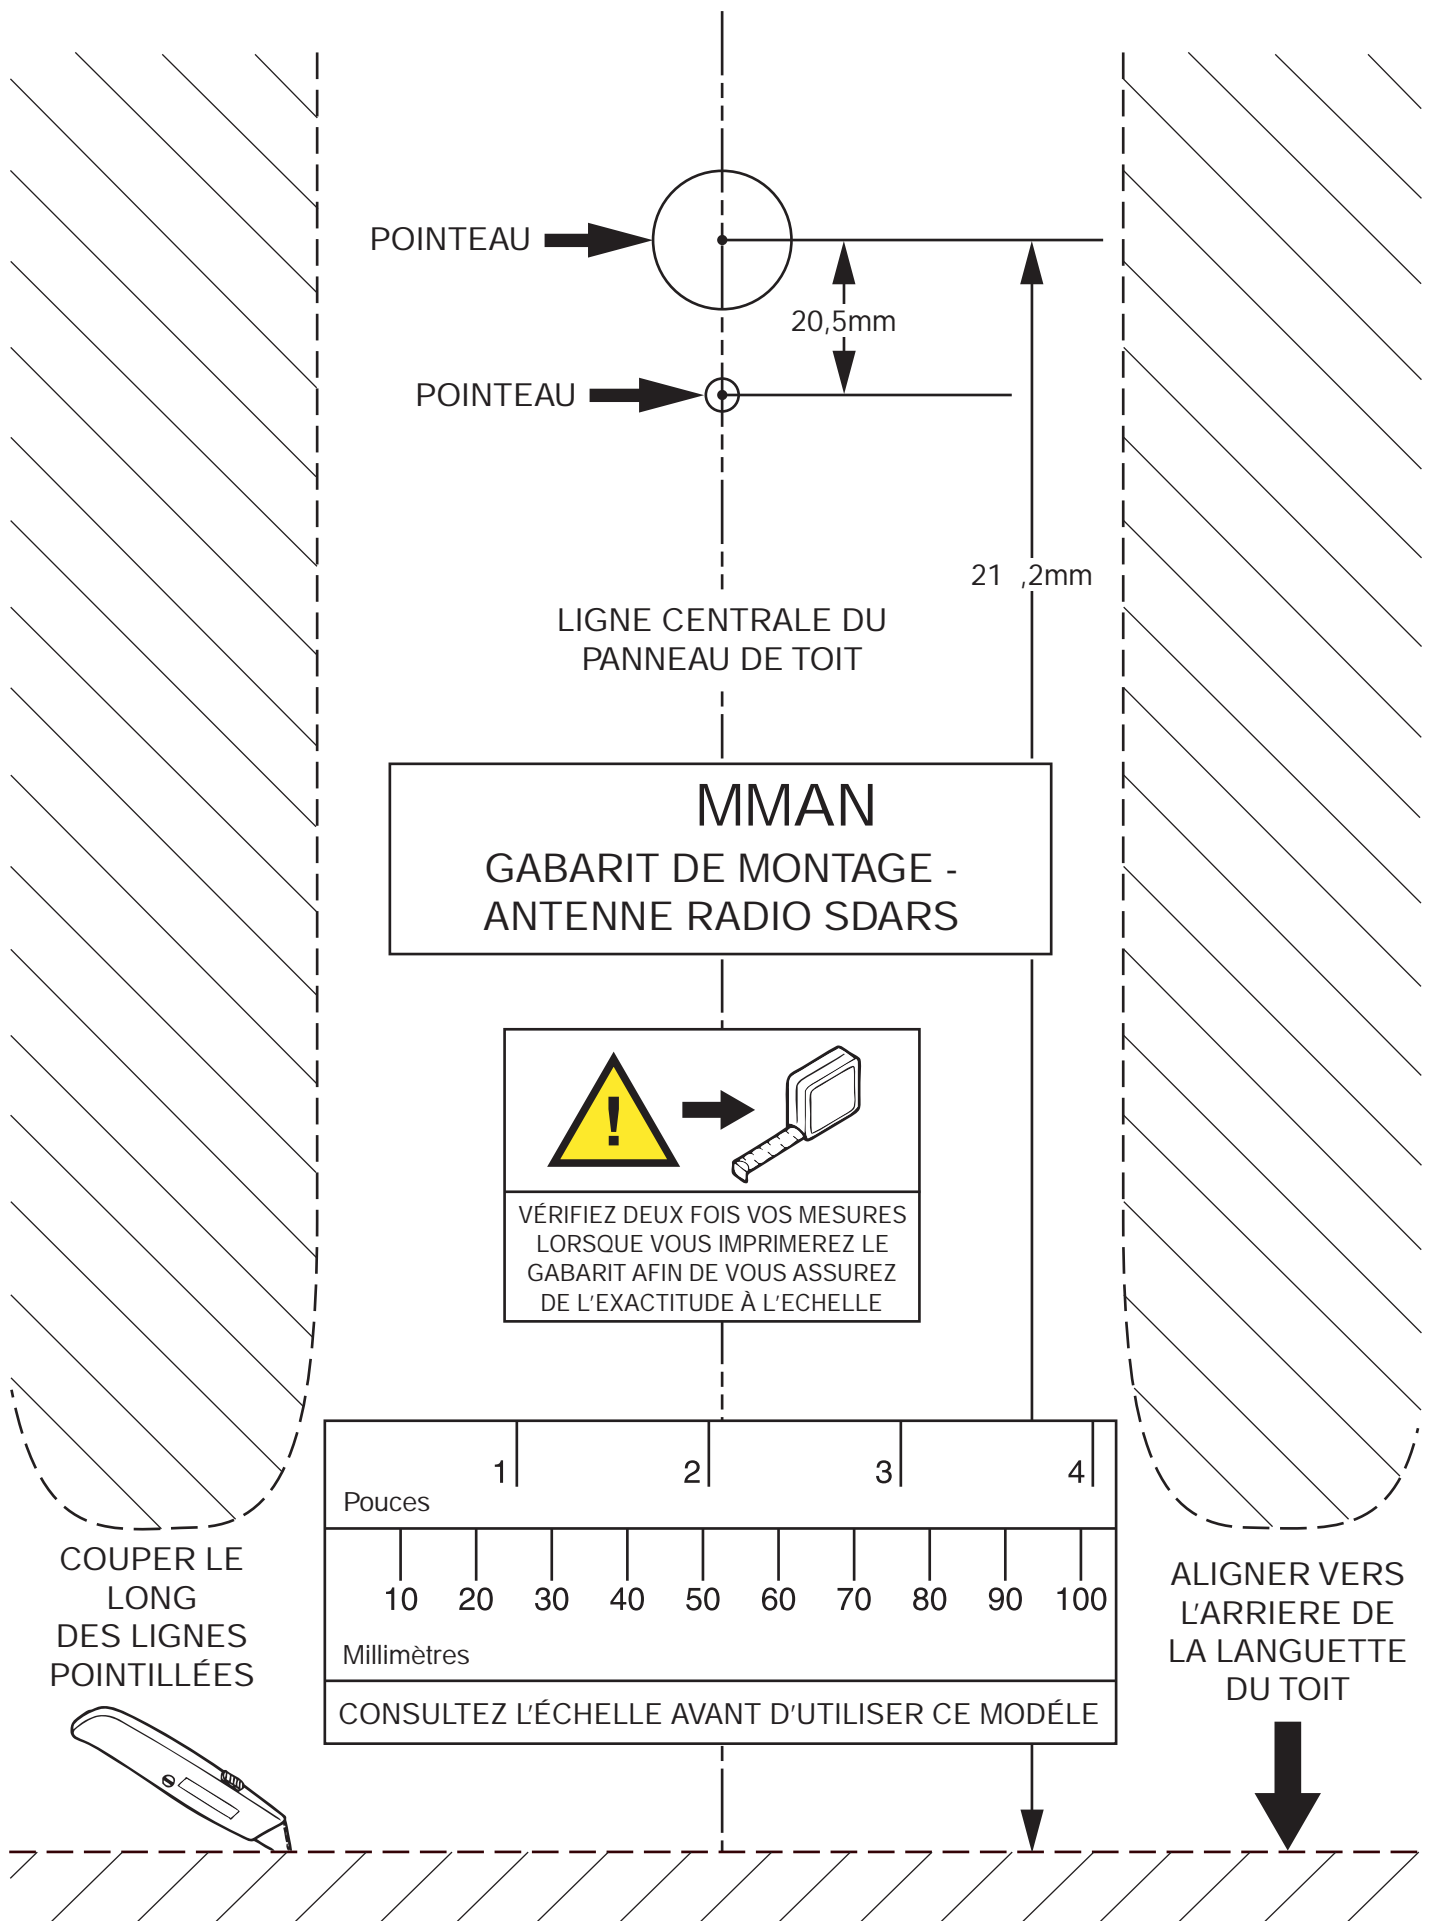 POINTEAU
20,5mm
POINTEAU
21 ,2mm
LIGNE CENTRALE DU
PANNEAU DE TOIT
MMAN
GABARIT DE MONTAGE -
ANTENNE RADIO SDARS
!
VÉRIFIEZ DEUX FOIS VOS MESURES
LORSQUE VOUS IMPRIMEREZ LE
GABARIT AFIN DE VOUS ASSUREZ
DE L'EXACTITUDE À L'ECHELLE
1 2 3 4
Pouces
10 20 30 40 50 60 70 80 90 100
Millimètres
CONSULTEZ L'ÉCHELLE AVANT D'UTILISER CE MODÉLE
COUPER LE
LONG
DES LIGNES
POINTILLÉES
ALIGNER VERS
L'ARRIERE DE
LA LANGUETTE
DU TOIT